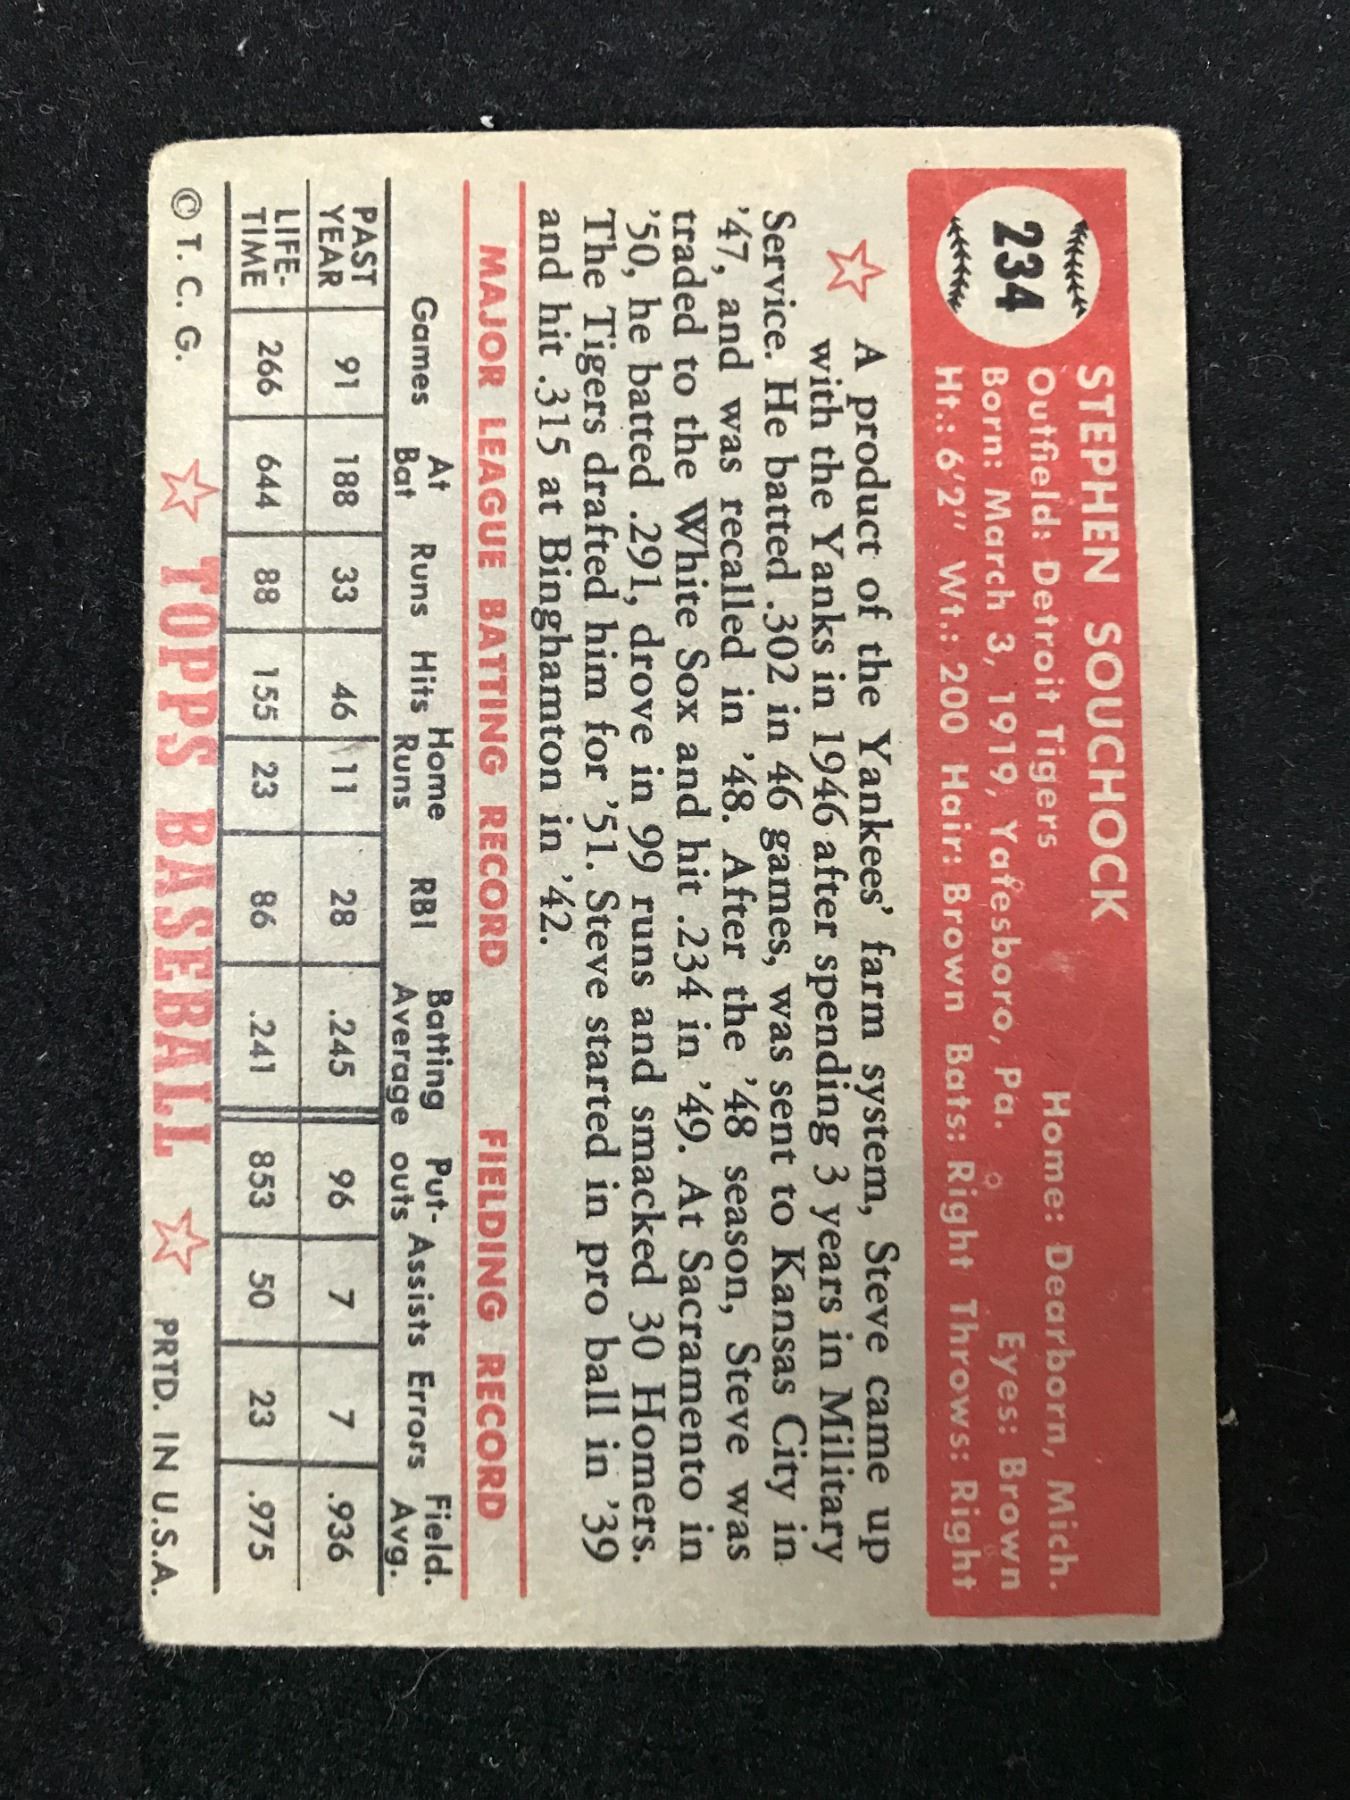 234
STEPHEN SOUCHOCK
Outfield: Detroit Tigers Home: Dearborn, Mich.
Born: March 3, 1919, Yatesboro, Pa. Eyes: Brown
Ht.: 6'2" Wt.: 200 Hair: Brown Bats: Right Throws: Right
A product of the Yankees' farm system, Steve came up
with the Yanks in 1946 after spending 3 years in Military
Service. He batted .302 in 46 games, was sent to Kansas City in
'47, and was recalled in '48. After the '48 season, Steve was
traded to the White Sox and hit .234 in '49. At Sacramento in
'50, he batted .291, drove in 99 runs and smacked 30 Homers.
The Tigers drafted him for '51. Steve started in pro ball in '39
and hit .315 at Binghamton in '42.
MAJOR LEAGUE BATTING RECORD FIELDING RECORD
Games At Bat Runs Hits Home Runs RBI Batting Average Put-outs Assists Errors Field. Avg.
PAST YEAR 91 188 33 46 11 28 .245 96 7 7 .936
LIFE-TIME 266 644 88 155 23 86 .241 853 50 23 .975
© T. C. G. TOPPS BASEBALL PRTD. IN U.S.A.